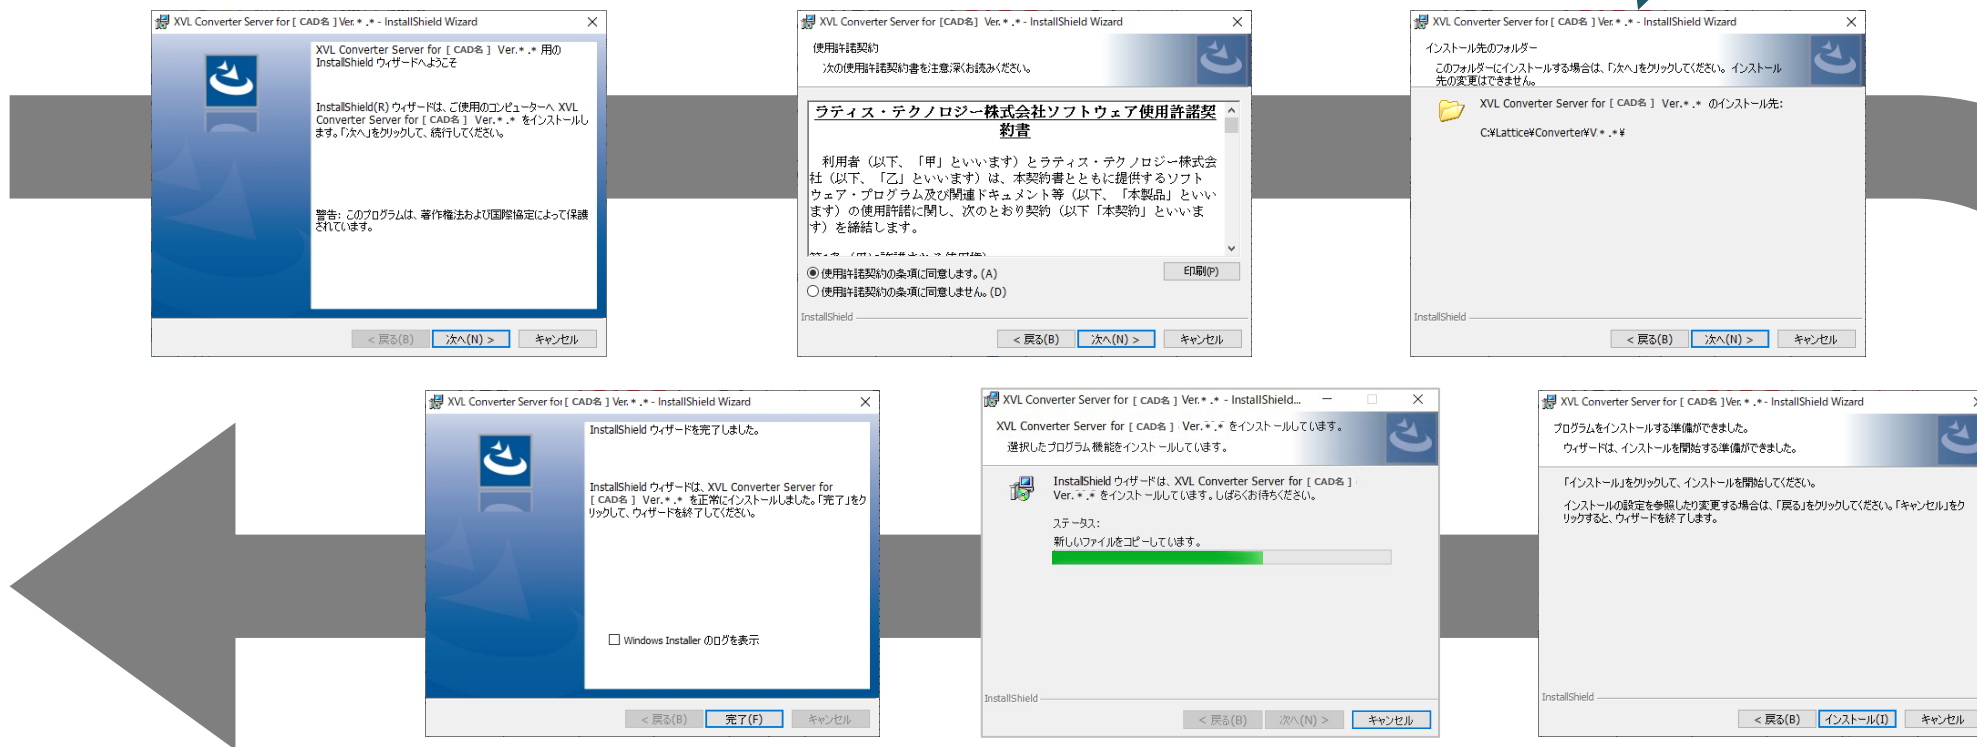 XVL Converter Server for [ CAD名 ] Ver. * . * - InstallShield Wizard
XVL Converter Server for [ CAD名 ] Ver. * . * 用の
InstallShield ウィザードへようこそ
InstallShield(R) ウィザードは、ご使用のコンピューターへ XVL
Converter Server for [ CAD名 ] Ver. * . * をインストールし
ます。「次へ」をクリックして、続行してください。
警告: このプログラムは、著作権法および国際協定によって保護
されています。
< 戻る(B)
次へ(N) >
キャンセル
XVL Converter Server for [CAD名] Ver. * . * - InstallShield Wizard
使用許諾契約
次の使用許諾契約書を注意深くお読みください。
ラティス・テクノロジー株式会社ソフトウェア使用許諾契
約書
利用者（以下、「甲」といいます）とラティス・テクノロジー株式会
社（以下、「乙」といいます）は、本契約書とともに提供するソフト
ウェア・プログラム及び関連ドキュメント等（以下、「本製品」といい
ます）の使用許諾に関し、次のとおり契約（以下「本契約」といいま
す）を締結します。
使用許諾契約の条項に同意します。(A)
印刷(P)
使用許諾契約の条項に同意しません。(D)
InstallShield
< 戻る(B)
次へ(N) >
キャンセル
XVL Converter Server for [ CAD名 ] Ver. * . * - InstallShield Wizard
インストール先のフォルダー
このフォルダーにインストールする場合は、「次へ」をクリックしてください。インストール
先の変更はできません。
XVL Converter Server for [ CAD名 ] Ver. * . * のインストール先:
C:¥Lattice¥Converter¥V * . * ¥
InstallShield
< 戻る(B)
次へ(N) >
キャンセル
XVL Converter Server for [ CAD名 ] Ver. * . * - InstallShield Wizard
プログラムをインストールする準備ができました。
ウィザードは、インストールを開始する準備ができました。
「インストール」をクリックして、インストールを開始してください。
インストールの設定を参照したり変更する場合は、「戻る」をクリックしてください。「キャンセル」をク
リックすると、ウィザードを終了します。
InstallShield
< 戻る(B)
インストール(I)
キャンセル
XVL Converter Server for [ CAD名 ] Ver. * . * - InstallShield...
XVL Converter Server for [ CAD名 ] Ver. * . * をインストールしています。
選択したプログラム機能をインストールしています。
InstallShield ウィザードは、XVL Converter Server for [ CAD名 ]
Ver. * . * をインストールしています。しばらくお待ちください。
ステータス:
新しいファイルをコピーしています。
InstallShield
< 戻る(B)
次へ(N) >
キャンセル
XVL Converter Server for [ CAD名 ] Ver. * . * - InstallShield Wizard
InstallShield ウィザードを完了しました。
InstallShield ウィザードは、XVL Converter Server for
[ CAD名 ] Ver. * . * を正常にインストールしました。「完了」をク
リックして、ウィザードを終了してください。
Windows Installer のログを表示
< 戻る(B)
完了(F)
キャンセル